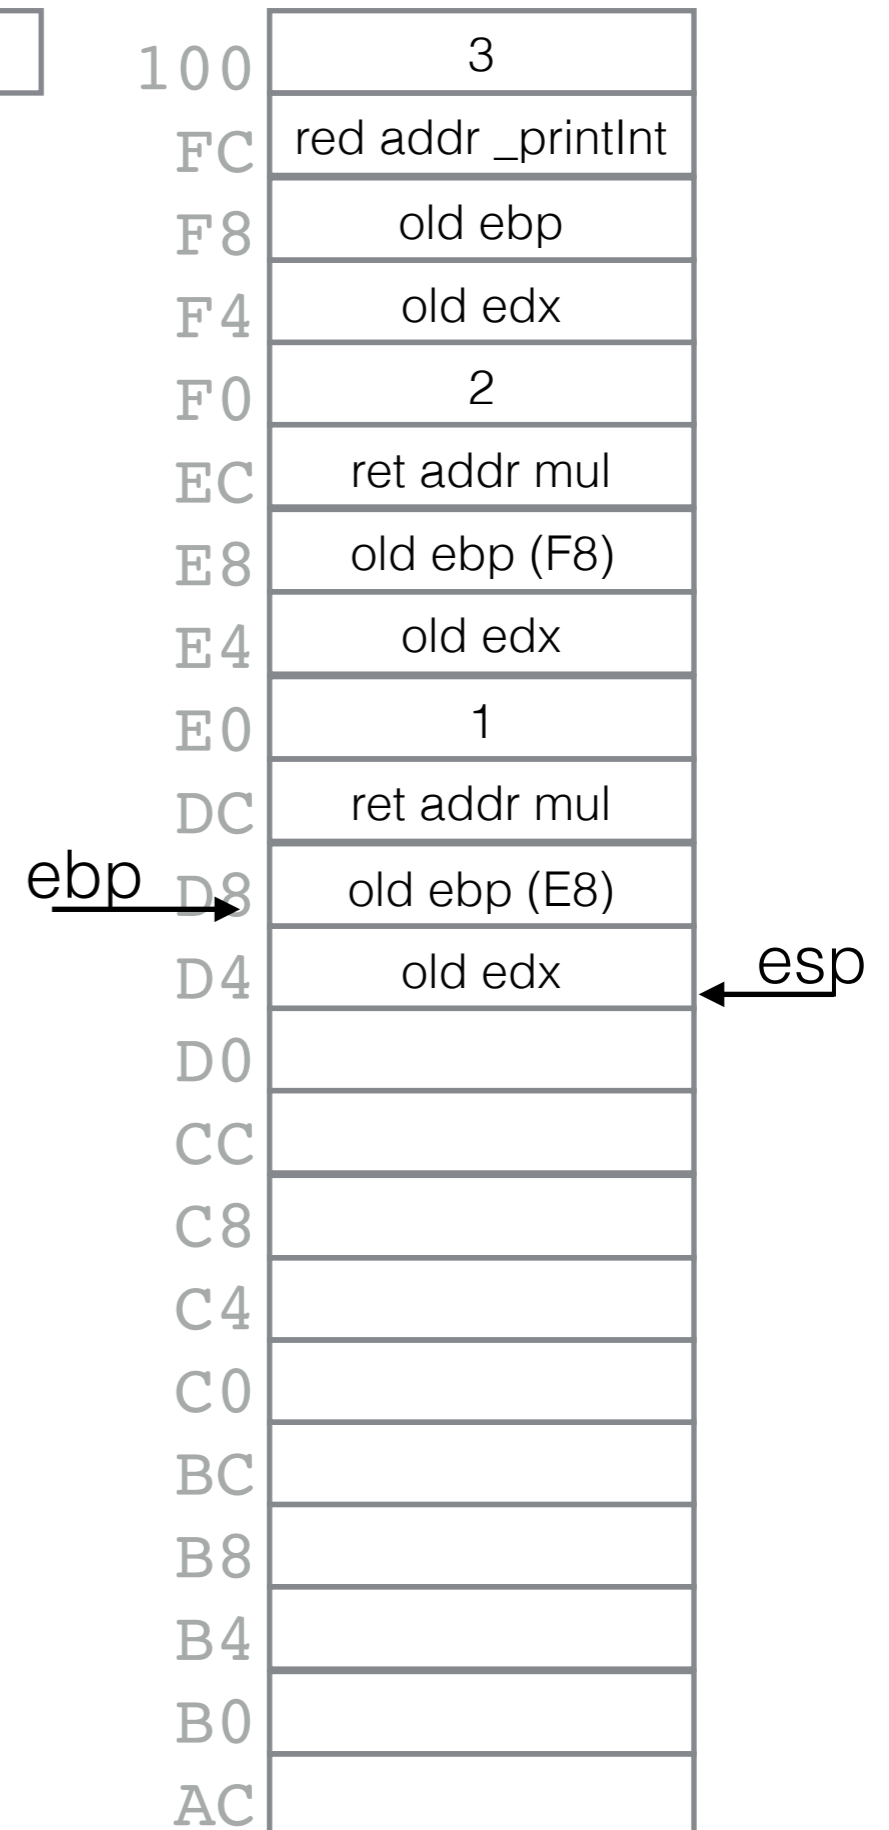 100 3
FC red addr _printInt
F8 old ebp
F4 old edx
F0 2
EC ret addr mul
E8 old ebp (F8)
E4 old edx
E0 1
DC ret addr mul
ebp D8 old ebp (E8)
D4 old edx esp
D0
CC
C8
C4
C0
BC
B8
B4
B0
AC